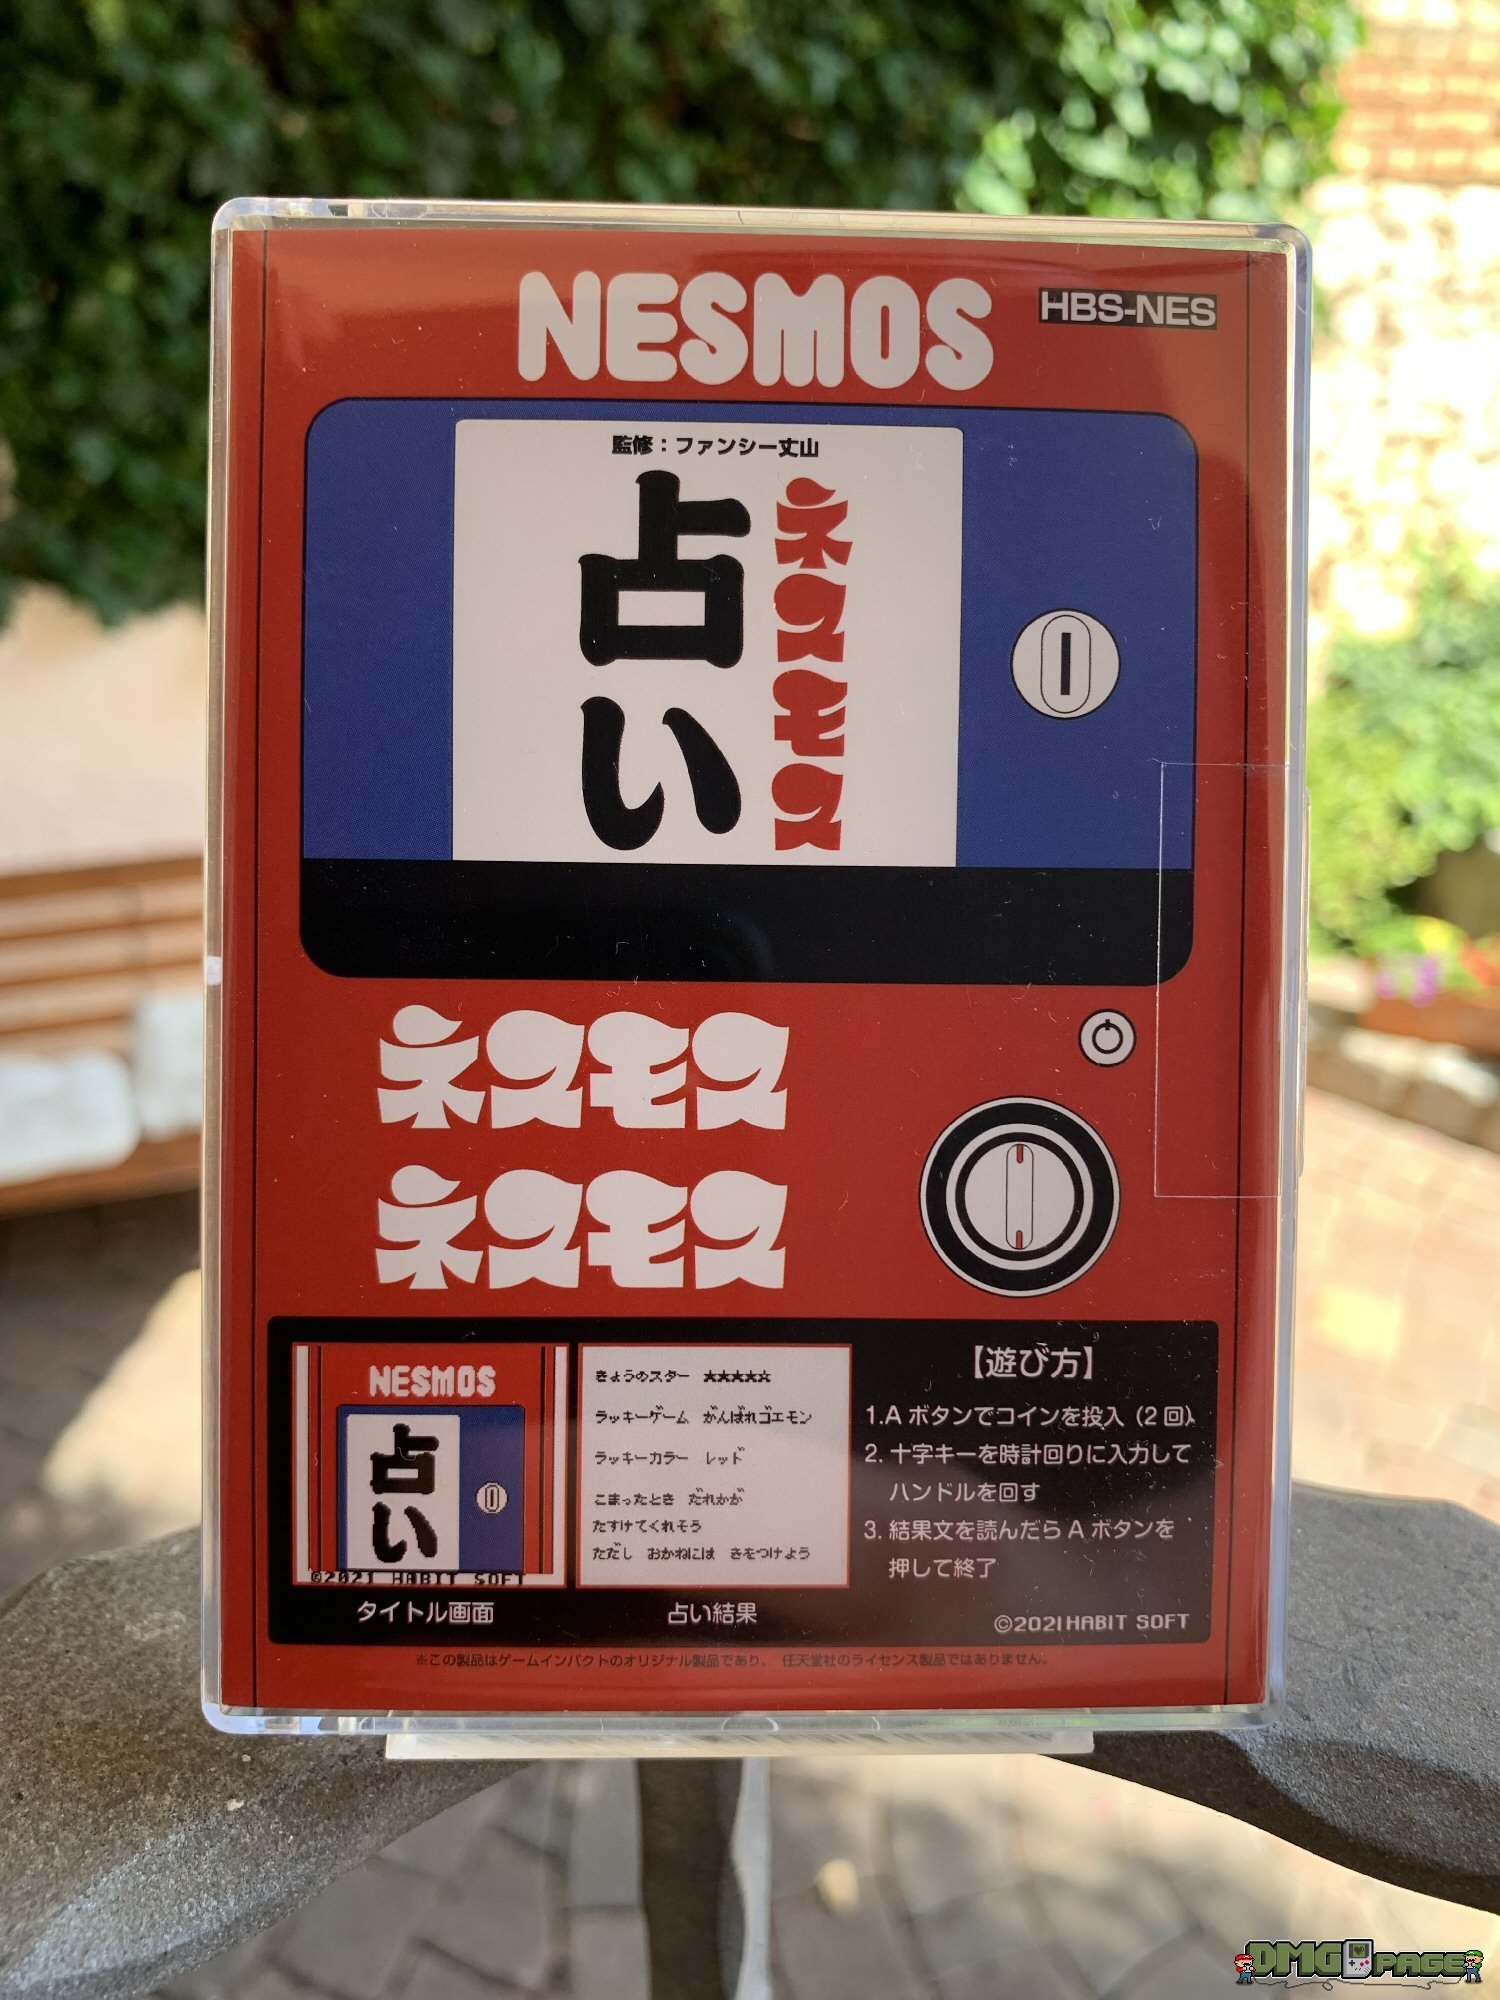 NESMOS
HBS-NES
監修：ファンシー丈山
ネスモス
占い
ネスモス
ネスモス
NESMOS
占い
©2021 HABIT SOFT
タイトル画面
きょうのスター ★★★★☆
ラッキーゲーム がんばれゴエモン
ラッキーカラー レッド
こまったとき だれかが
たすけてくれそう
ただし おかねには きをつけよう
占い結果
【遊び方】
1.A ボタンでコインを投入（2回）
2. 十字キーを時計回りに入力して
ハンドルを回す
3. 結果文を読んだら A ボタンを
押して終了
©2021HABIT SOFT
※この製品はゲームインパクトのオリジナル製品であり、 任天堂社のライセンス製品ではありません。
DMG PAGE